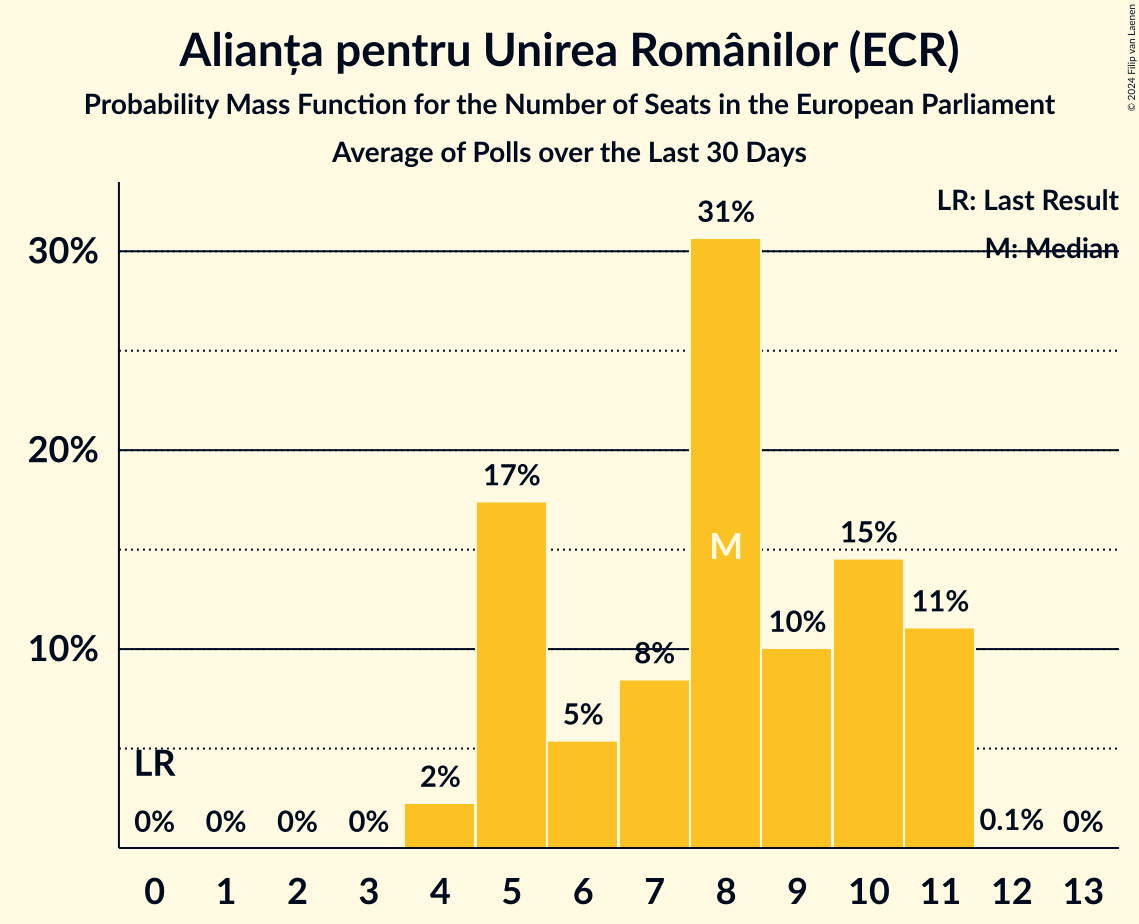 Alianța pentru Unirea Românilor (ECR)
Probability Mass Function for the Number of Seats in the European Parliament
Average of Polls over the Last 30 Days
© 2024 Filip van Laenen
LR: Last Result
M: Median
30%
20%
10%
LR
0%
0%
0%
0%
2%
17%
5%
8%
31%
M
10%
15%
11%
0.1%
0%
0 1 2 3 4 5 6 7 8 9 10 11 12 13